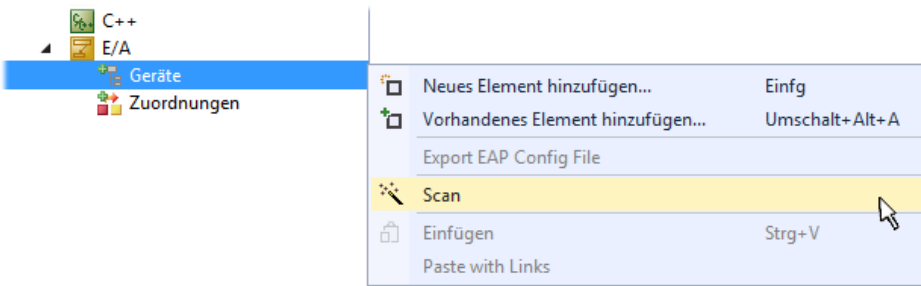 C++
E/A
Geräte
Zuordnungen
Neues Element hinzufügen... Einfg
Vorhandenes Element hinzufügen... Umschalt+Alt+A
Export EAP Config File
Scan
Einfügen Strg+V
Paste with Links